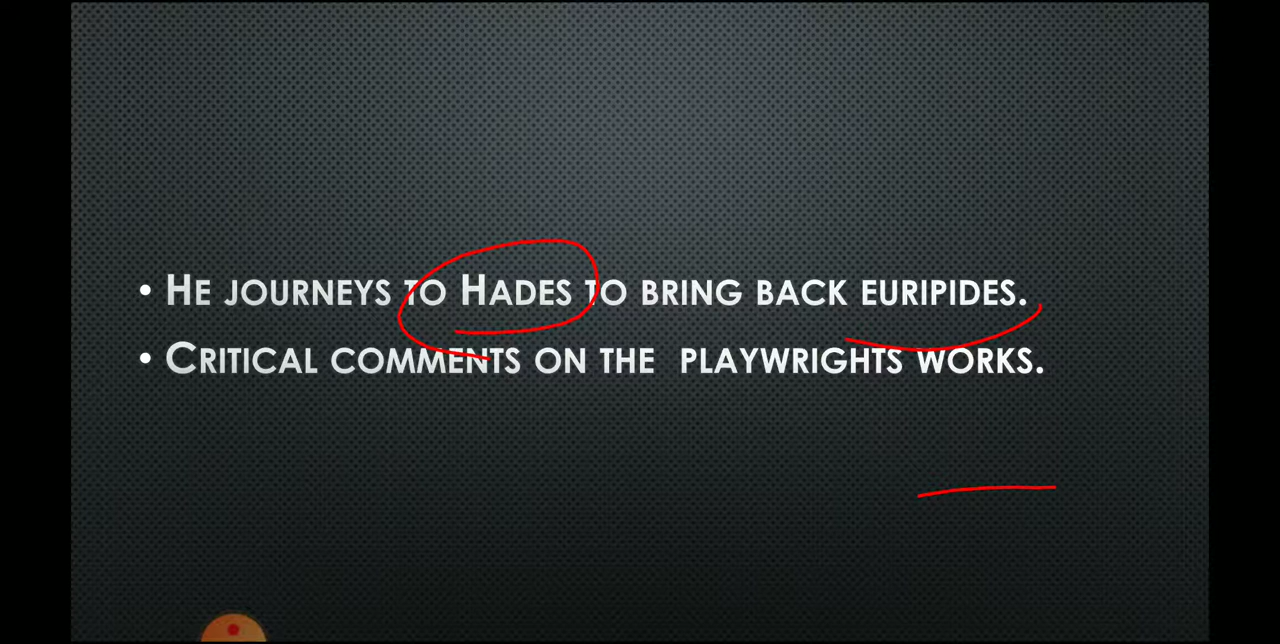 • He journeys to Hades to bring back Euripides.
• Critical comments on the playwrights works.